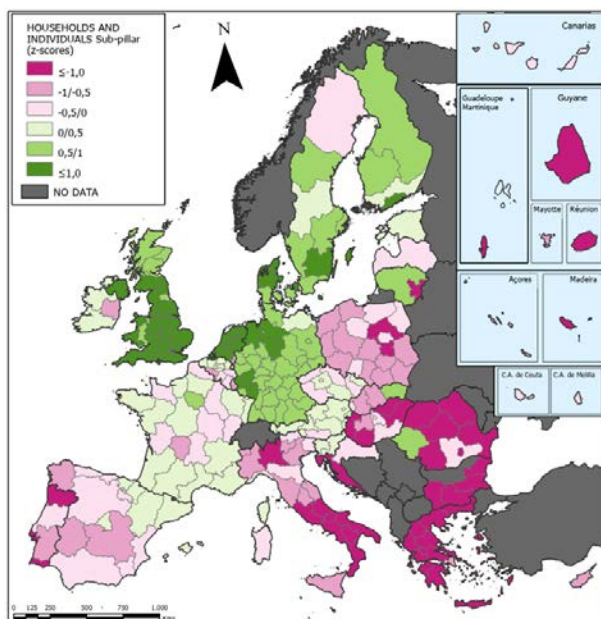 HOUSEHOLDS AND
INDIVIDUALS Sub-pillar
(z-scores)
≤-1,0
-1/-0,5
-0,5/0
0/0,5
0,5/1
≤1,0
NO DATA
N
Canarias
Guadeloupe
Martinique
Guyane
Mayotte
Réunion
Açores
Madeira
C.A. de Ceuta
C.A. de Melilla
0 125 250 500 750 1.000